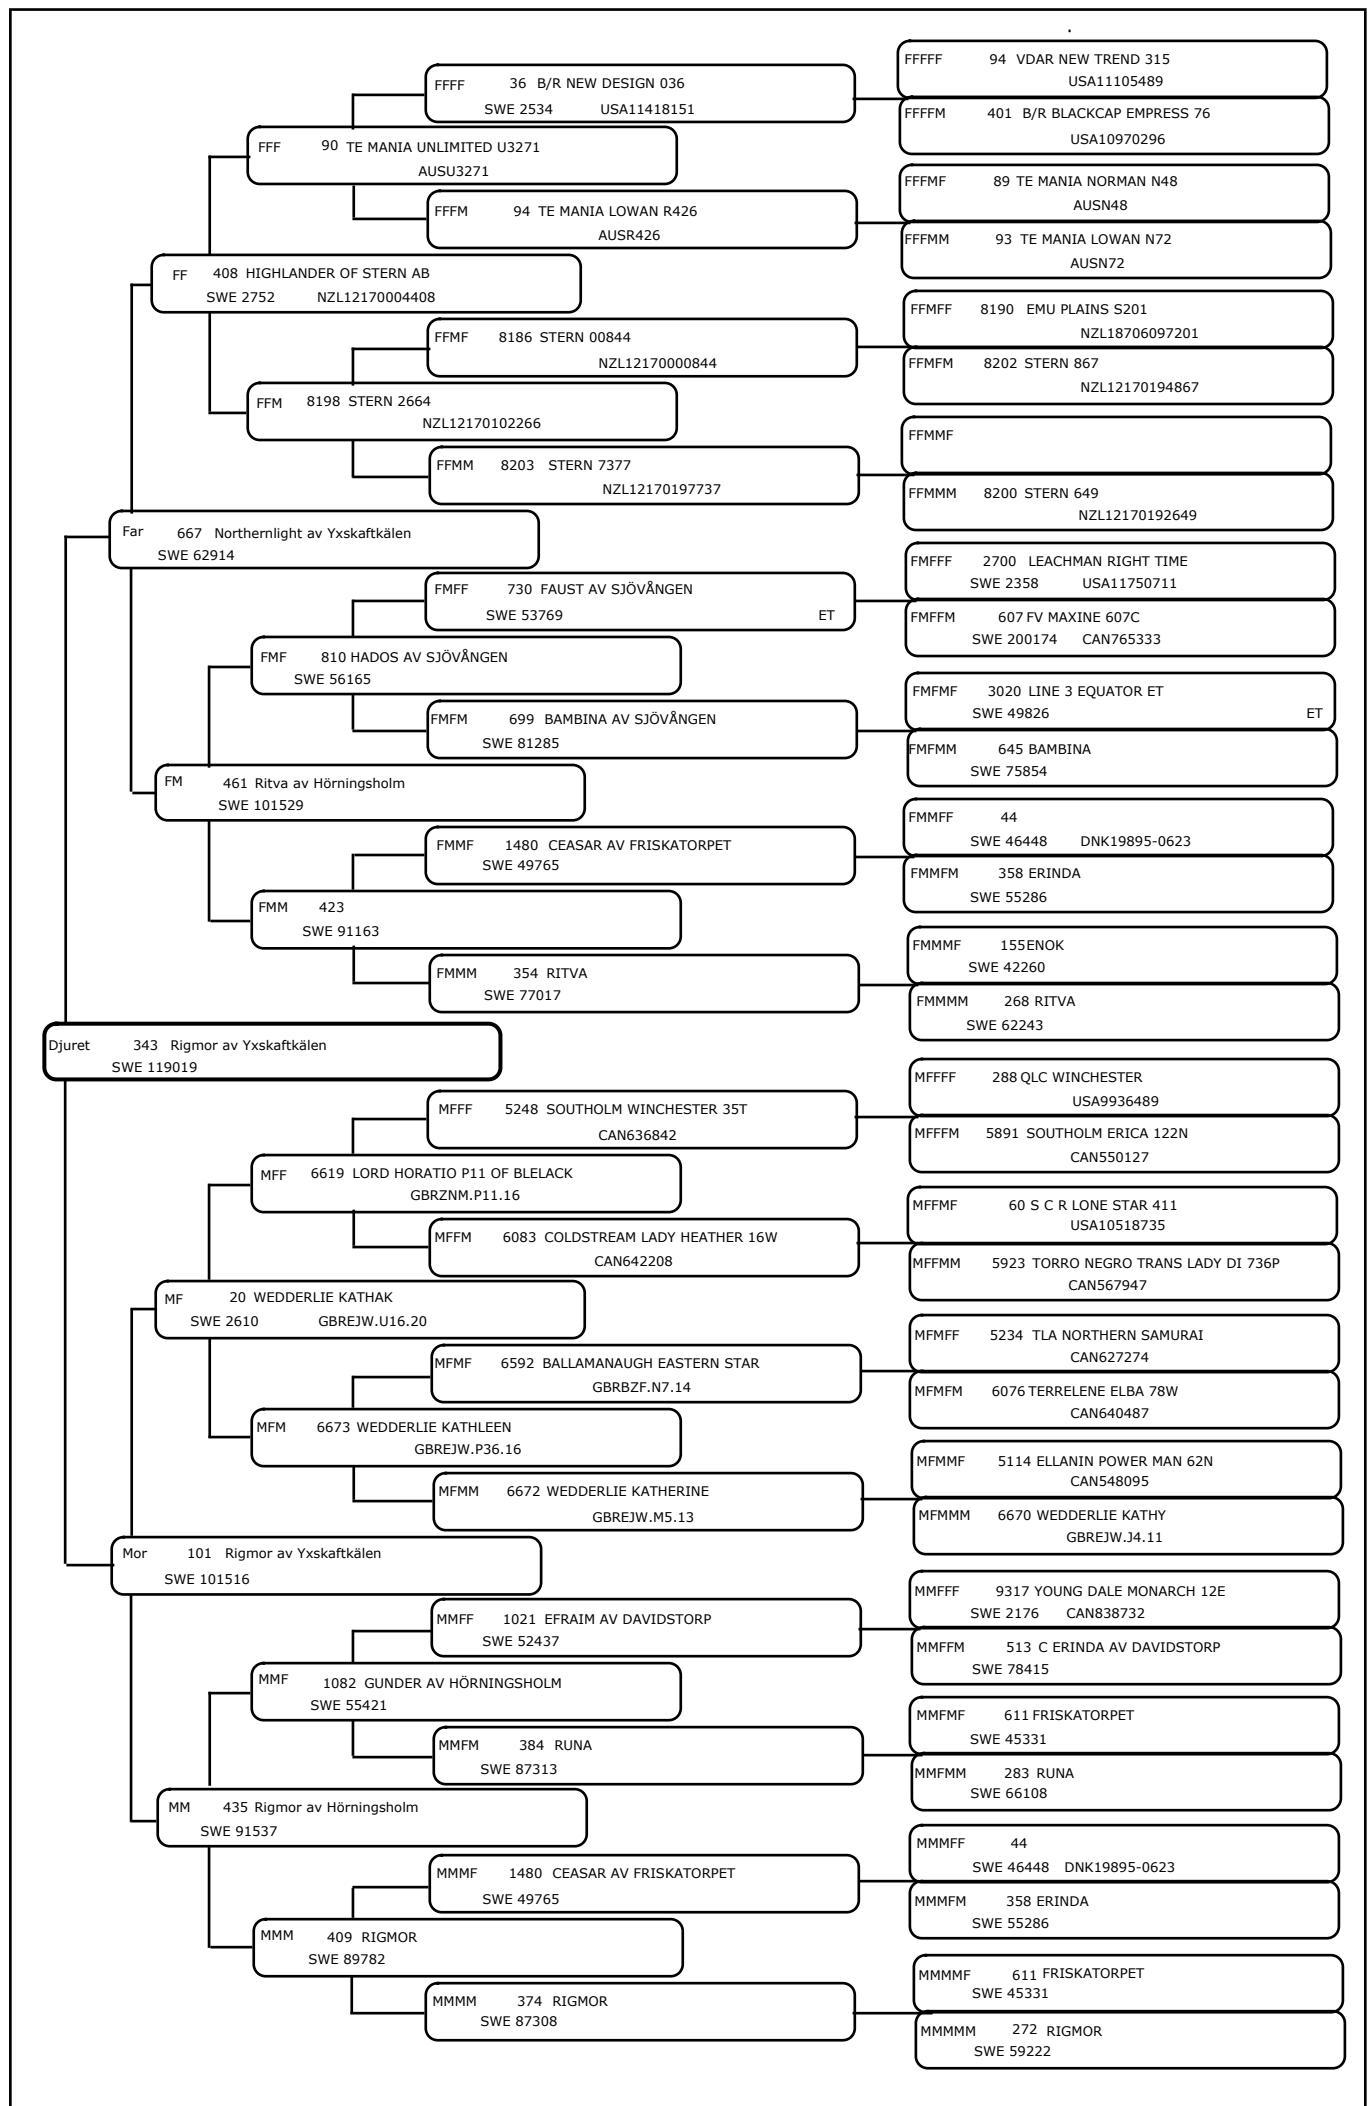 FFFFF 94 VDAR NEW TREND 315
USA11105489
FFFF 36 B/R NEW DESIGN 036
SWE 2534 USA11418151
FFFFM 401 B/R BLACKCAP EMPRESS 76
USA10970296
FFF 90 TE MANIA UNLIMITED U3271
AUSU3271
FFFMF 89 TE MANIA NORMAN N48
AUSN48
FFFM 94 TE MANIA LOWAN R426
AUSR426
FFFMM 93 TE MANIA LOWAN N72
AUSN72
FF 408 HIGHLANDER OF STERN AB
SWE 2752 NZL12170004408
FFMFF 8190 EMU PLAINS S201
NZL18706097201
FFMF 8186 STERN 00844
NZL12170000844
FFMFM 8202 STERN 867
NZL12170194867
FFM 8198 STERN 2664
NZL12170102266
FFMMF
FFMM 8203 STERN 7377
NZL12170197737
FFMMM 8200 STERN 649
NZL12170192649
Far 667 Northernlight av Yxskaftkälen
SWE 62914
FMFFF 2700 LEACHMAN RIGHT TIME
SWE 2358 USA11750711
FMFF 730 FAUST AV SJÖVÅNGEN
SWE 53769 ET
FMFFM 607 FV MAXINE 607C
SWE 200174 CAN765333
FMF 810 HADOS AV SJÖVÅNGEN
SWE 56165
FMFMF 3020 LINE 3 EQUATOR ET
SWE 49826 ET
FMFM 699 BAMBINA AV SJÖVÅNGEN
SWE 81285
FMFMM 645 BAMBINA
SWE 75854
FM 461 Ritva av Hörningsholm
SWE 101529
FMMFF 44
SWE 46448 DNK19895-0623
FMMF 1480 CEASAR AV FRISKATORPET
SWE 49765
FMMFM 358 ERINDA
SWE 55286
FMM 423
SWE 91163
FMMMF 155ENOK
SWE 42260
FMMM 354 RITVA
SWE 77017
FMMMM 268 RITVA
SWE 62243
Djuret 343 Rigmor av Yxskaftkälen
SWE 119019
MFFFF 288 QLC WINCHESTER
USA9936489
MFFF 5248 SOUTHOLM WINCHESTER 35T
CAN636842
MFFFM 5891 SOUTHOLM ERICA 122N
CAN550127
MFF 6619 LORD HORATIO P11 OF BLELACK
GBRZNM.P11.16
MFFMF 60 S C R LONE STAR 411
USA10518735
MFFM 6083 COLDSTREAM LADY HEATHER 16W
CAN642208
MFFMM 5923 TORRO NEGRO TRANS LADY DI 736P
CAN567947
MF 20 WEDDERLIE KATHAK
SWE 2610 GBREJW.U16.20
MFMFF 5234 TLA NORTHERN SAMURAI
CAN627274
MFMF 6592 BALLAMANAUGH EASTERN STAR
GBRBZF.N7.14
MFMFM 6076 TERRELENE ELBA 78W
CAN640487
MFM 6673 WEDDERLIE KATHLEEN
GBREJW.P36.16
MFMMF 5114 ELLANIN POWER MAN 62N
CAN548095
MFMM 6672 WEDDERLIE KATHERINE
GBREJW.M5.13
MFMMM 6670 WEDDERLIE KATHY
GBREJW.J4.11
Mor 101 Rigmor av Yxskaftkälen
SWE 101516
MMFFF 9317 YOUNG DALE MONARCH 12E
SWE 2176 CAN838732
MMFF 1021 EFRAIM AV DAVIDSTORP
SWE 52437
MMFFM 513 C ERINDA AV DAVIDSTORP
SWE 78415
MMF 1082 GUNDER AV HÖRNINGSHOLM
SWE 55421
MMFMF 611 FRISKATORPET
SWE 45331
MMFM 384 RUNA
SWE 87313
MMFMM 283 RUNA
SWE 66108
MM 435 Rigmor av Hörningsholm
SWE 91537
MMMFF 44
SWE 46448 DNK19895-0623
MMMF 1480 CEASAR AV FRISKATORPET
SWE 49765
MMMFM 358 ERINDA
SWE 55286
MMM 409 RIGMOR
SWE 89782
MMMMF 611 FRISKATORPET
SWE 45331
MMMM 374 RIGMOR
SWE 87308
MMMMM 272 RIGMOR
SWE 59222